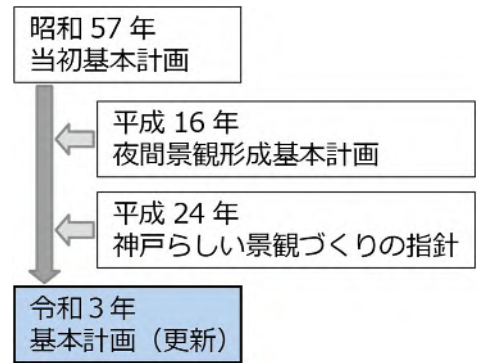 昭和 57 年
当初基本計画
平成 16 年
夜間景観形成基本計画
平成 24 年
神戸らしい景観づくりの指針
令和３年
基本計画（更新）